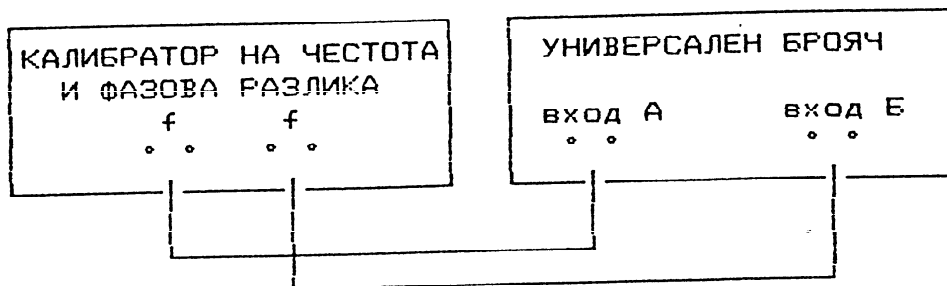 КАЛИБРАТОР НА ЧЕСТОТА
И ФАЗОВА РАЗЛИКА
f f
УНИВЕРСАЛЕН БРОЯЧ
вход А вход Б